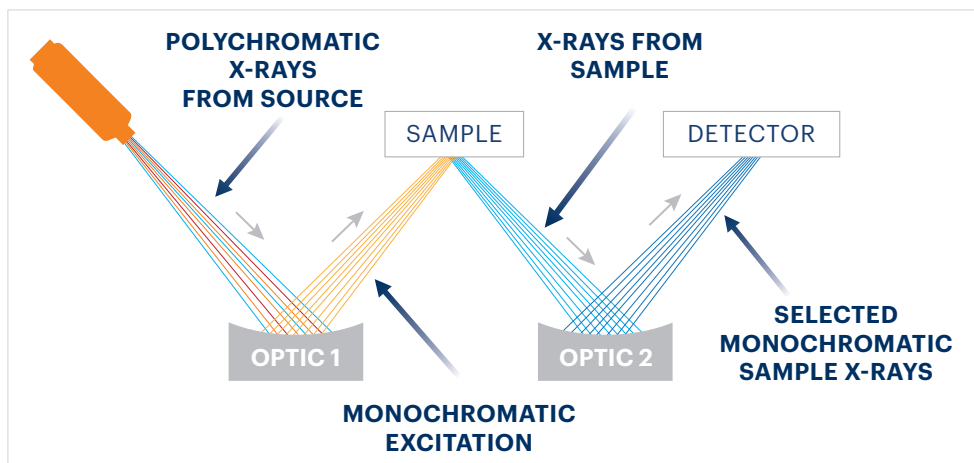 POLYCHROMATIC
X-RAYS
FROM SOURCE
X-RAYS FROM
SAMPLE
SAMPLE
DETECTOR
OPTIC 1
OPTIC 2
MONOCHROMATIC
EXCITATION
SELECTED
MONOCHROMATIC
SAMPLE X-RAYS